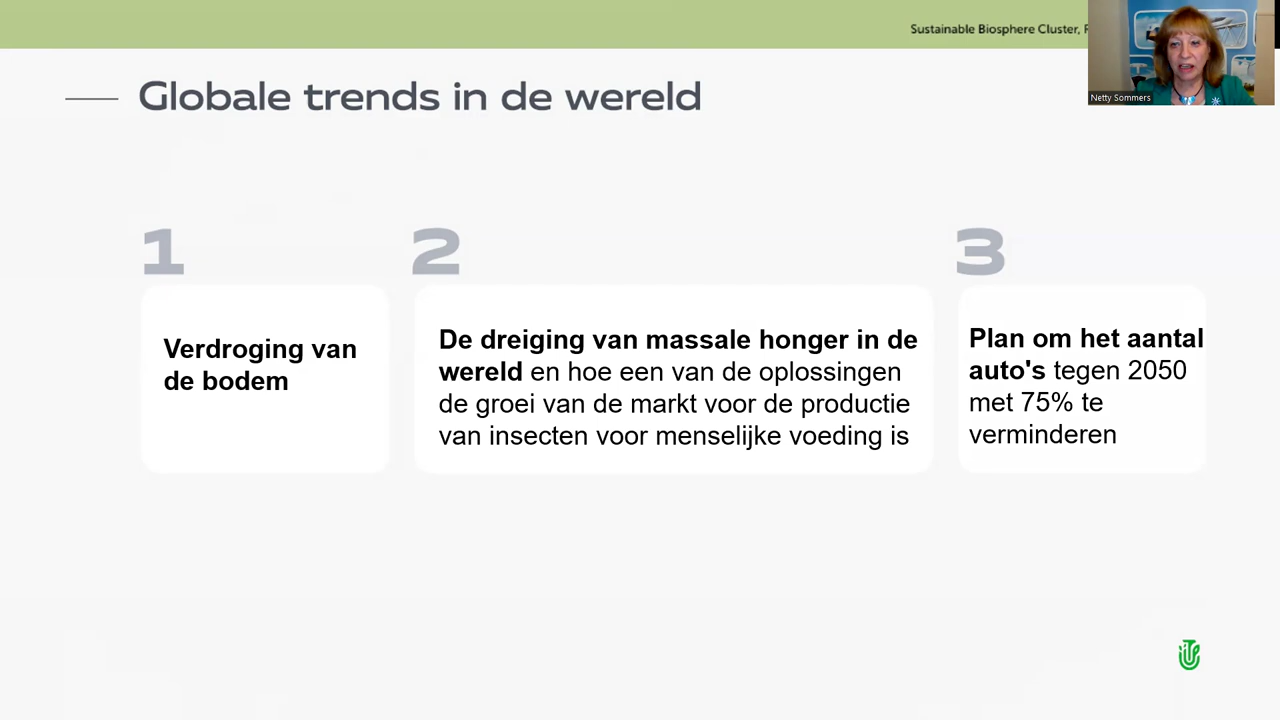 Sustainable Biosphere Cluster,
Netty Sommers
Globale trends in de wereld
1
Verdroging van
de bodem
2
De dreiging van massale honger in de
wereld en hoe een van de oplossingen
de groei van de markt voor de productie
van insecten voor menselijke voeding is
3
Plan om het aantal
auto's tegen 2050
met 75% te
verminderen